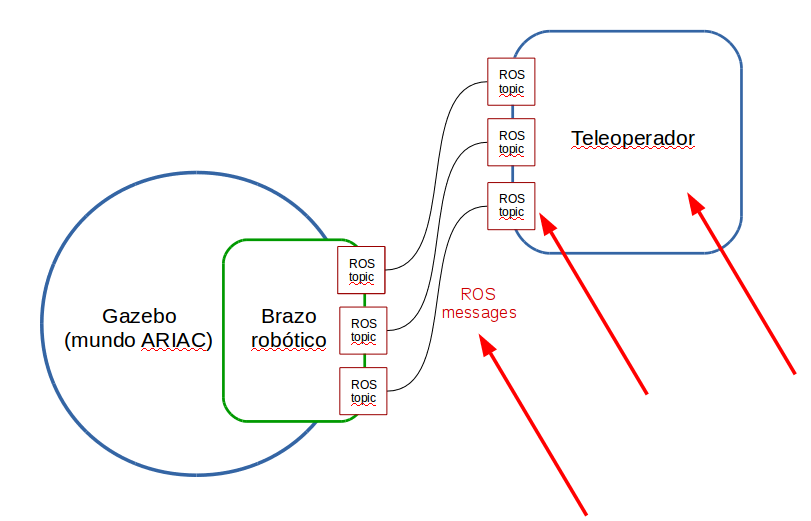 ROS
topic
ROS
topic
Teleoperador
ROS
topic
ROS
topic
Gazebo
(mundo ARIAC)
Brazo
robótico
ROS
topic
ROS
topic
ROS
messages